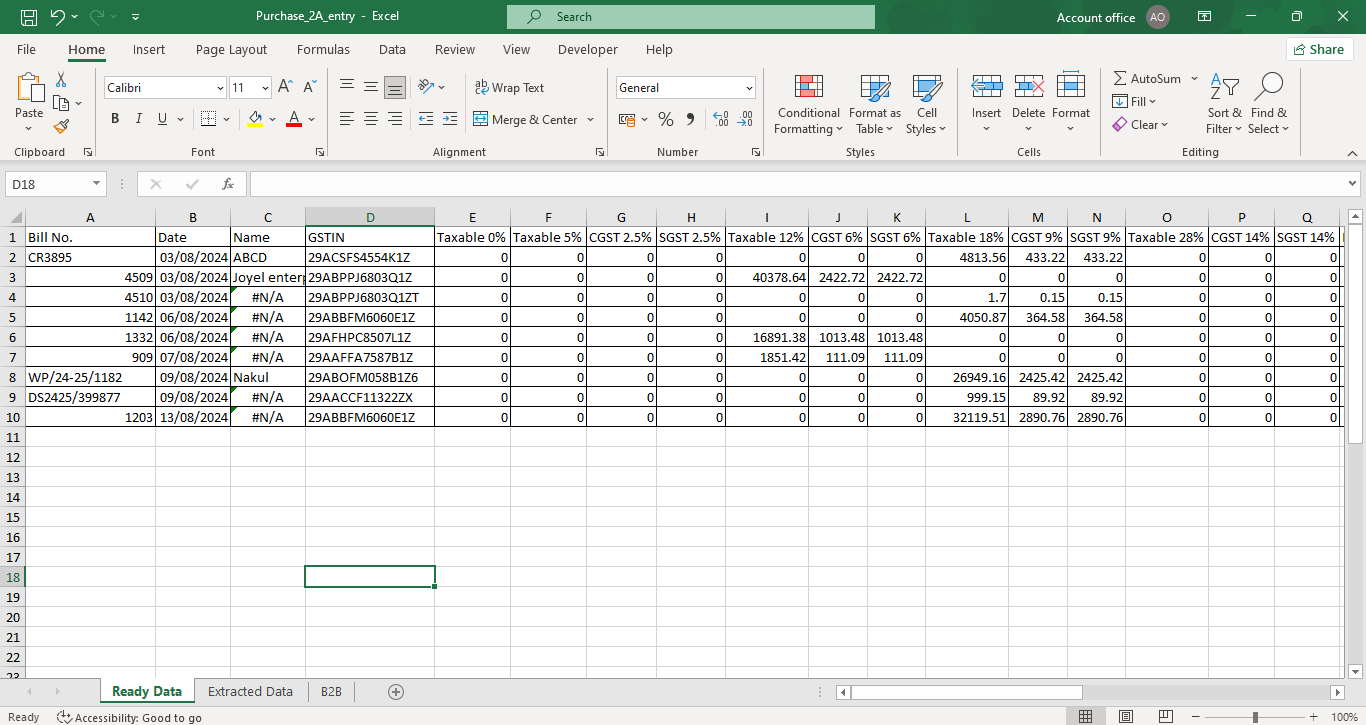 Purchase_2A_entry - Excel Search Account office AO
File Home Insert Page Layout Formulas Data Review View Developer Help Share
Paste Calibri 11 A A Wrap Text General Conditional Formatting Format as Table Cell Styles Insert Delete Format AutoSum Fill Clear Sort & Filter Find & Select
B I U A Merge & Center % ,
Clipboard Font Alignment Number Styles Cells Editing
D18 fx
A B C D E F G H I J K L M N O P Q
1 Bill No. Date Name GSTIN Taxable 0% Taxable 5% CGST 2.5% SGST 2.5% Taxable 12% CGST 6% SGST 6% Taxable 18% CGST 9% SGST 9% Taxable 28% CGST 14% SGST 14%
2 CR3895 03/08/2024 ABCD 29ACSFS4554K1Z 0 0 0 0 0 0 0 4813.56 433.22 433.22 0 0 0
3 4509 03/08/2024 Joyel enterp 29ABPPJ6803Q1Z 0 0 0 0 40378.64 2422.72 2422.72 0 0 0 0 0 0
4 4510 03/08/2024 #N/A 29ABPPJ6803Q1ZT 0 0 0 0 0 0 0 1.7 0.15 0.15 0 0 0
5 1142 06/08/2024 #N/A 29ABBFM6060E1Z 0 0 0 0 0 0 0 4050.87 364.58 364.58 0 0 0
6 1332 06/08/2024 #N/A 29AFHPC8507L1Z 0 0 0 0 16891.38 1013.48 1013.48 0 0 0 0 0 0
7 909 07/08/2024 #N/A 29AAFFA7587B1Z 0 0 0 0 1851.42 111.09 111.09 0 0 0 0 0 0
8 WP/24-25/1182 09/08/2024 Nakul 29ABOFM058B1Z6 0 0 0 0 0 0 0 26949.16 2425.42 2425.42 0 0 0
9 DS2425/399877 09/08/2024 #N/A 29AACCF11322ZX 0 0 0 0 0 0 0 999.15 89.92 89.92 0 0 0
10 1203 13/08/2024 #N/A 29ABBFM6060E1Z 0 0 0 0 0 0 0 32119.51 2890.76 2890.76 0 0 0
11
12
13
14
15
16
17
18
19
20
21
22
23
Ready Data Extracted Data B2B
Ready Accessibility: Good to go 100%